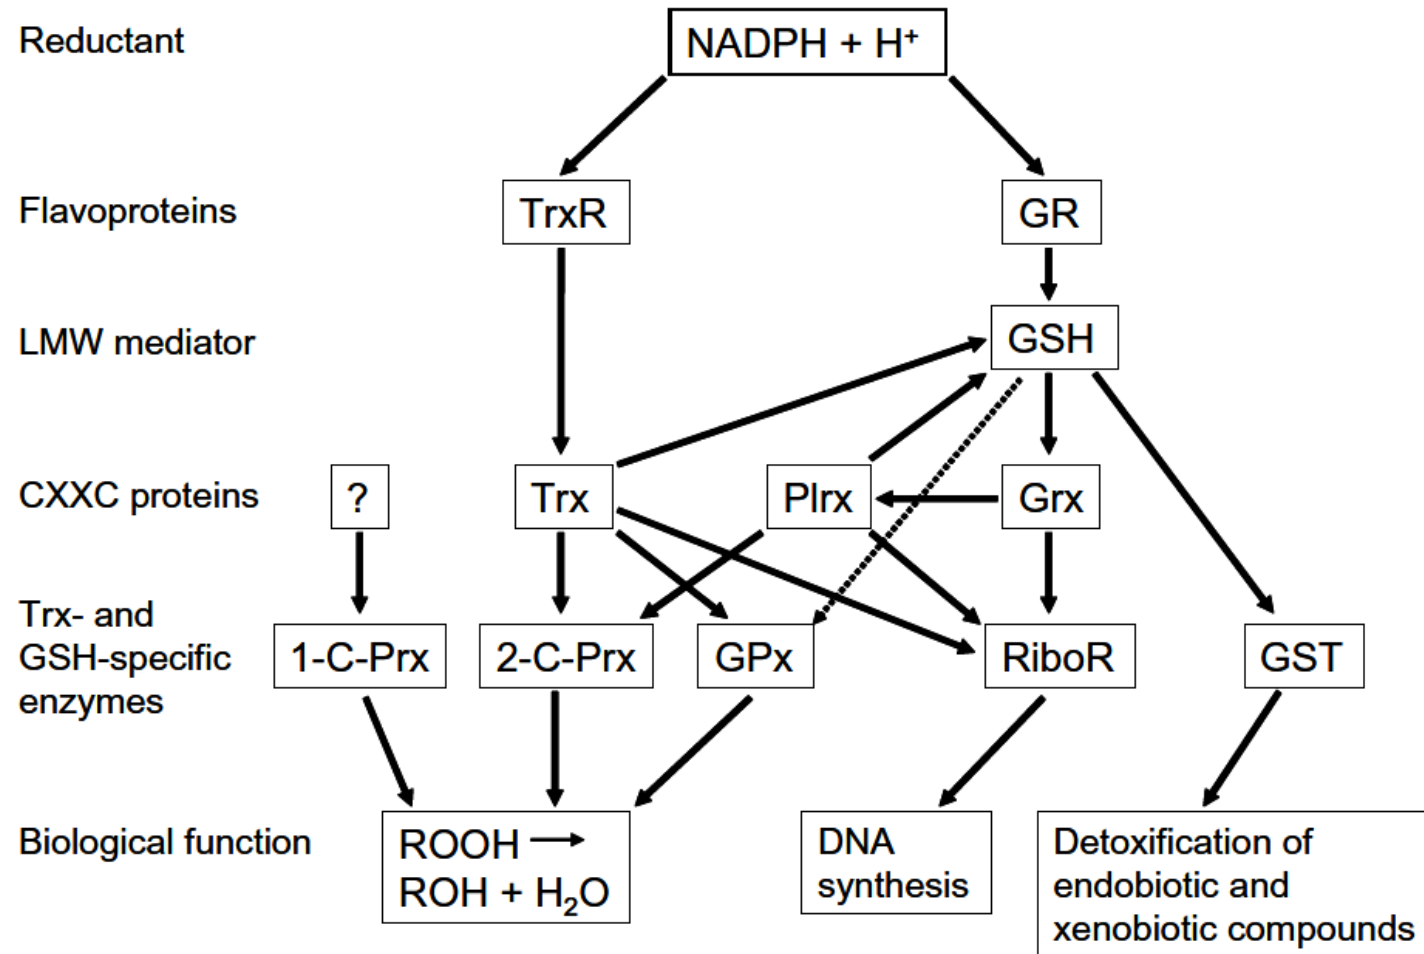 Reductant
NADPH + H⁺
Flavoproteins
TrxR
GR
LMW mediator
GSH
CXXC proteins
?
Trx
Plrx
Grx
Trx- and
GSH-specific
enzymes
1-C-Prx
2-C-Prx
GPx
RiboR
GST
Biological function
ROOH →
ROH + H₂O
DNA
synthesis
Detoxification of
endobiotic and
xenobiotic compounds